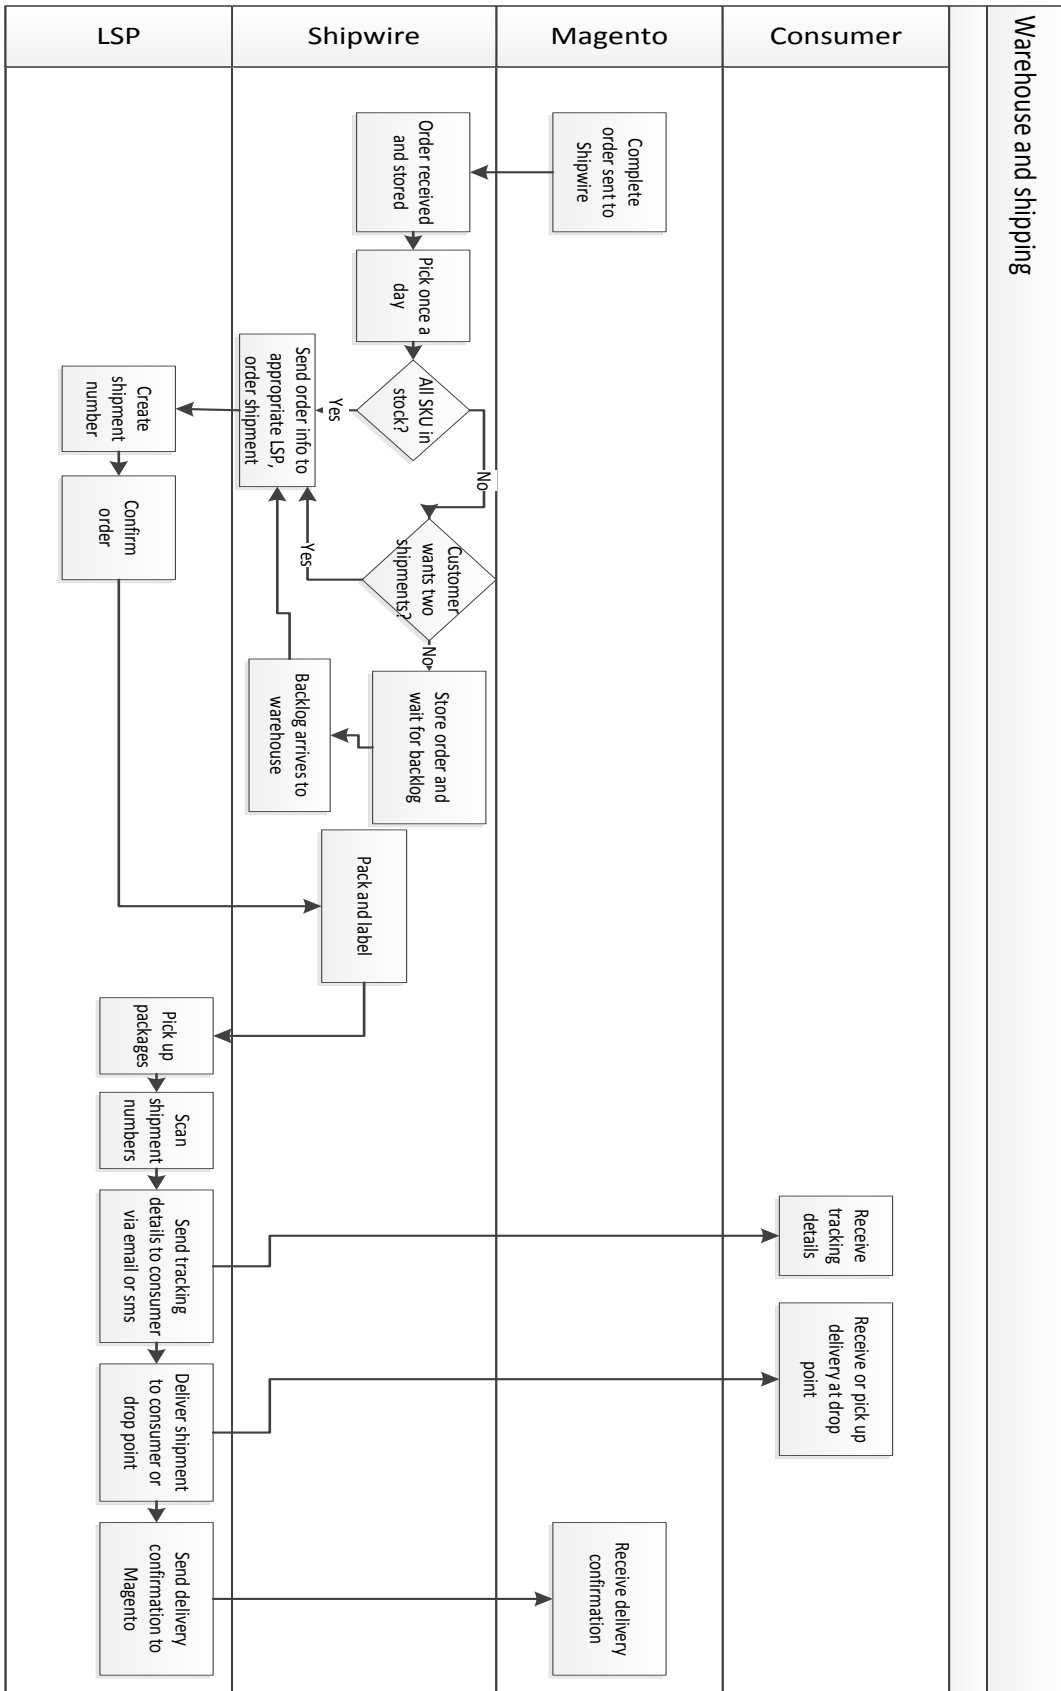 Warehouse and shipping
Consumer
Magento
Shipwire
LSP
Complete
order sent to
Shipwire
Order received
and stored
Pick once a
day
All SKU in
stock?
Yes
No
Send order info to
appropriate LSP,
order shipment
Create
shipment
number
Confirm
order
Customer
wants two
shipments?
Yes
No
Store order and
wait for backlog
Backlog arrives to
warehouse
Pack and label
Pick up
packages
Scan
shipment
numbers
Send tracking
details to consumer
via email or sms
Receive
tracking
details
Deliver shipment
to consumer or
drop point
Receive or pick up
delivery at drop
point
Send delivery
confirmation to
Magento
Receive delivery
confirmation